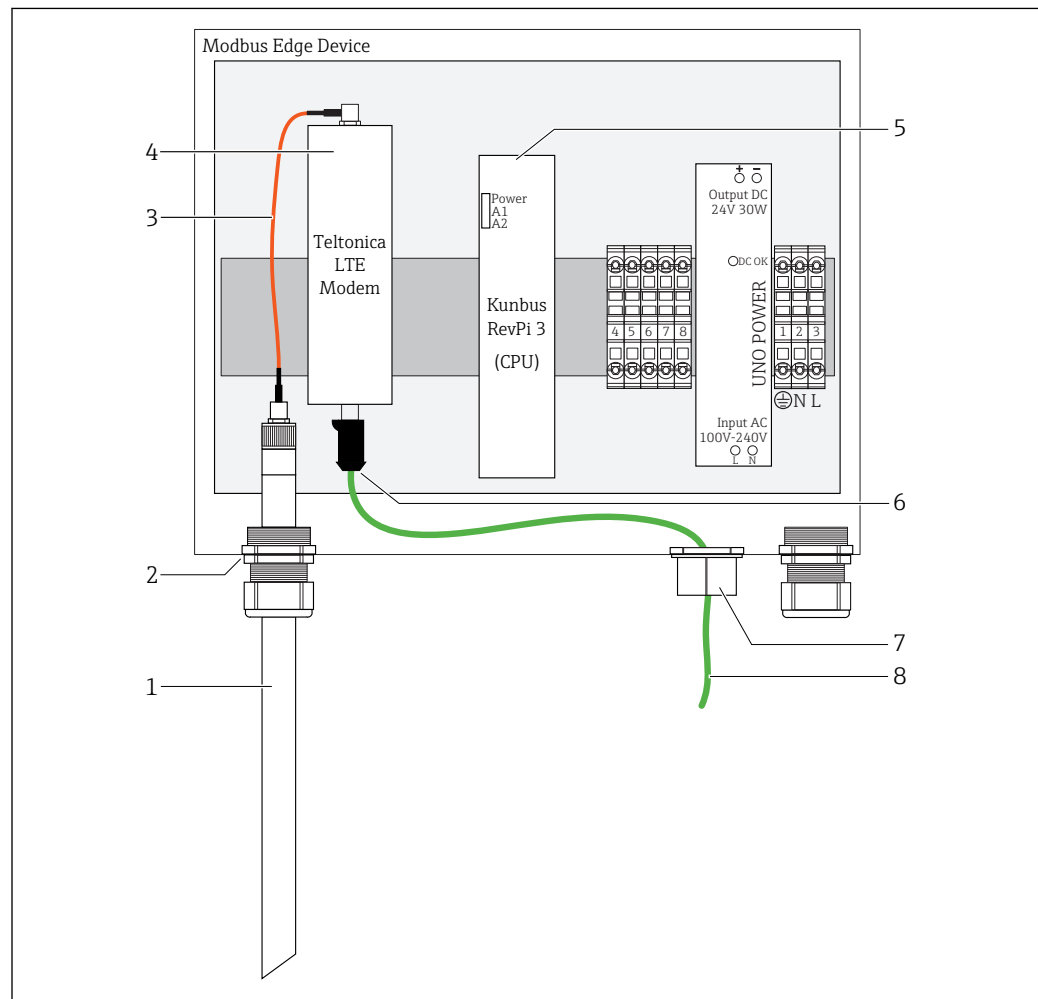 Modbus Edge Device
5
4
+ −
Output DC
24V 30W
Power
A1
A2
3
Teltonica
LTE
Modem
DC OK
Kunbus
RevPi 3
(CPU)
UNO POWER
4 5 6 7 8
1 2 3
N L
Input AC
100V-240V
L N
6
2
7
1
8